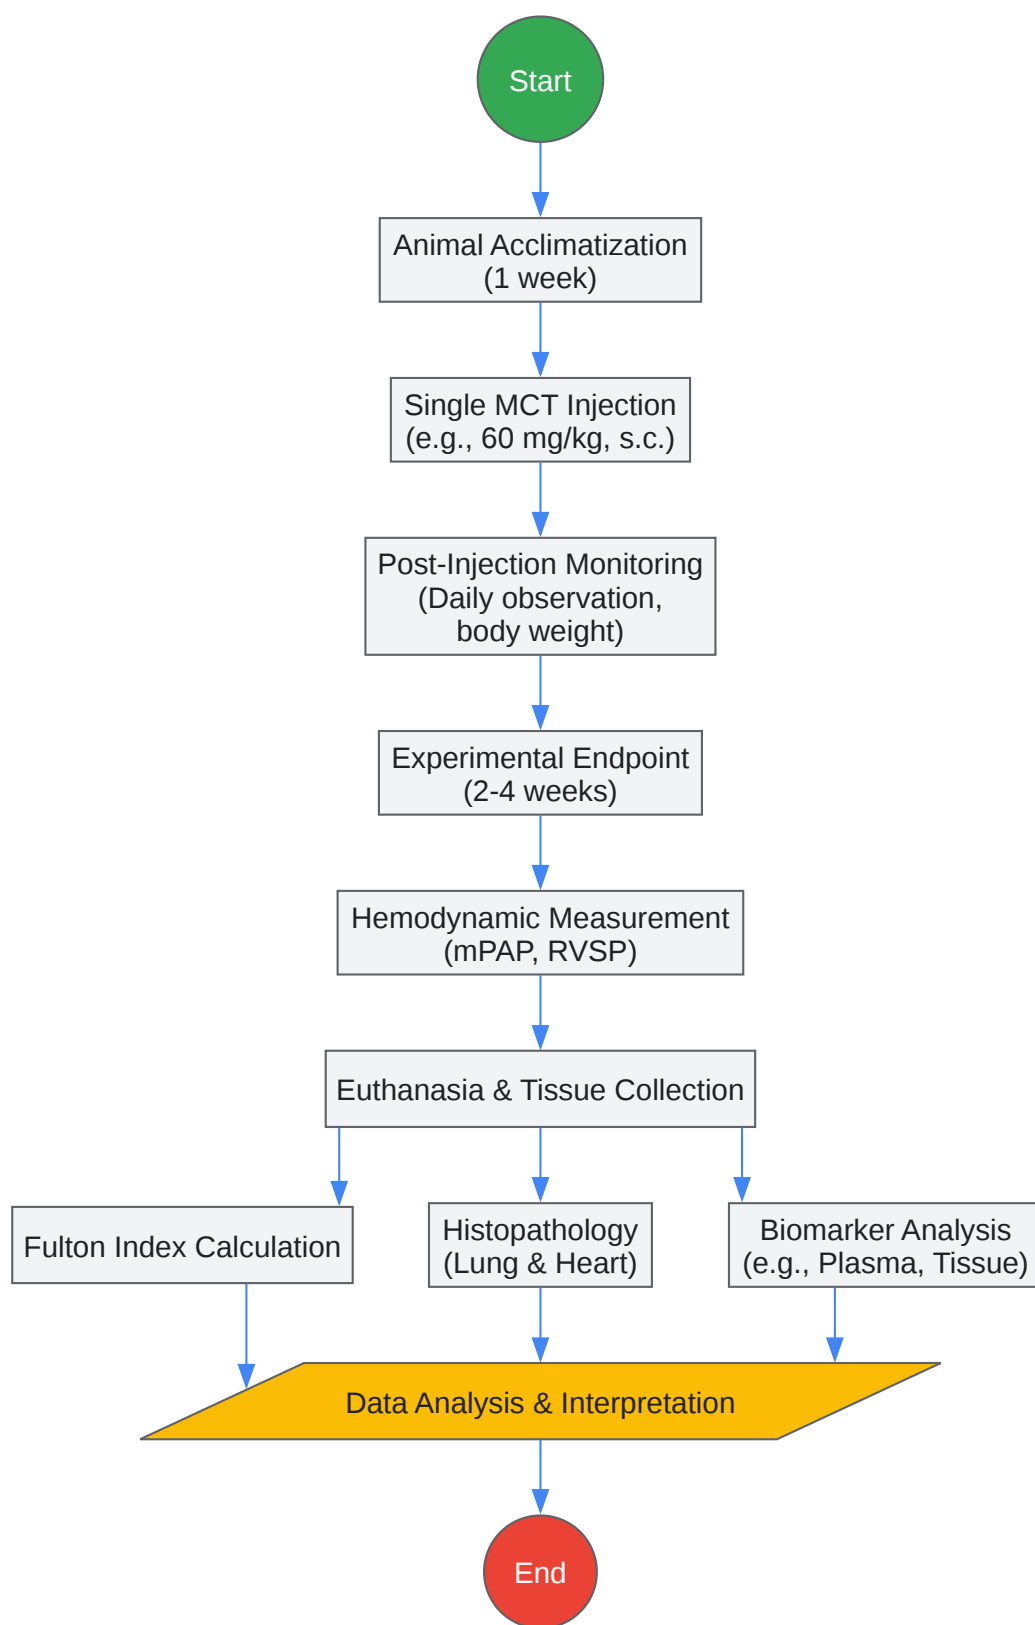 Start
Animal Acclimatization
(1 week)
Single MCT Injection
(e.g., 60 mg/kg, s.c.)
Post-Injection Monitoring
(Daily observation,
body weight)
Experimental Endpoint
(2-4 weeks)
Hemodynamic Measurement
(mPAP, RVSP)
Euthanasia & Tissue Collection
Fulton Index Calculation
Histopathology
(Lung & Heart)
Biomarker Analysis
(e.g., Plasma, Tissue)
Data Analysis & Interpretation
End